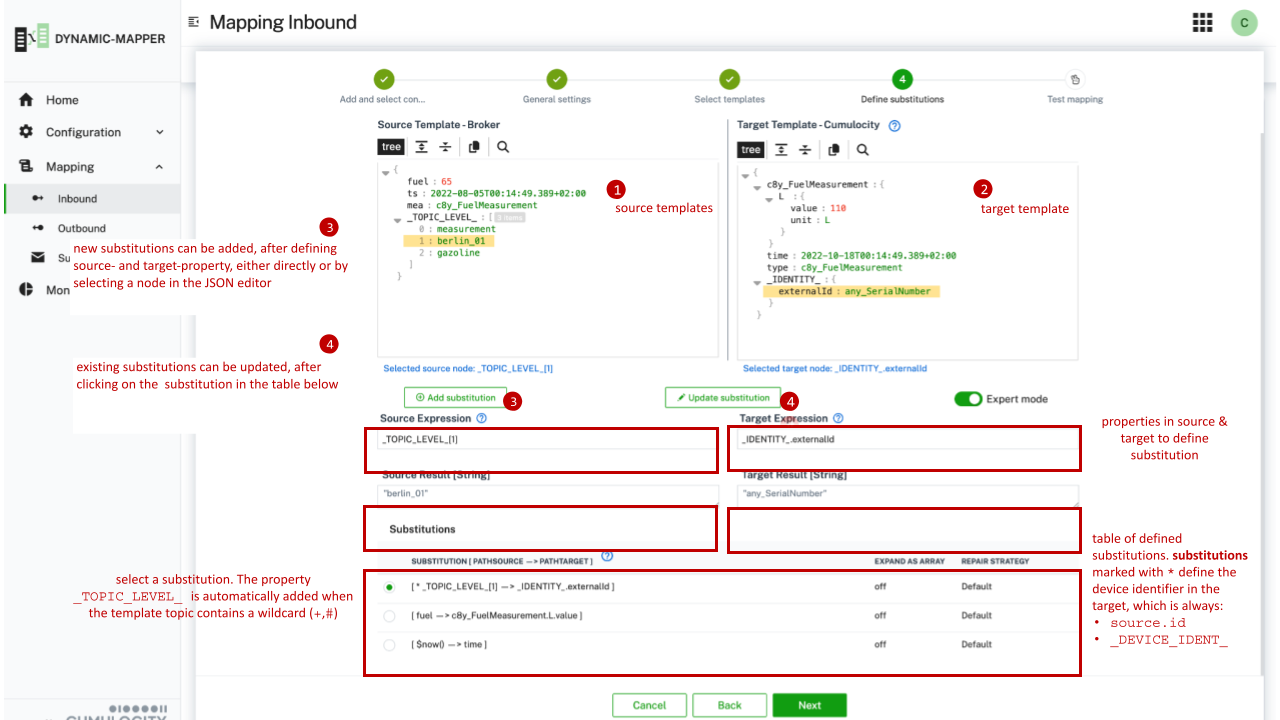 DYNAMIC-MAPPER
Mapping Inbound
C
Home
Configuration
Mapping
Inbound
Outbound
Su
Mon
Add and select con...
General settings
Select templates
4
Define substitutions
Test mapping
Source Template - Broker
tree
{
fuel : 65
ts : 2022-08-05T00:14:49.389+02:00
mea : c8y_FuelMeasurement
_TOPIC_LEVEL_ : [ 3 items
0 : measurement
1 : berlin_01
2 : gazoline
]
}
1
source templates
Selected source node: _TOPIC_LEVEL_[1]
Target Template - Cumulocity
tree
{
c8y_FuelMeasurement : {
L : {
value : 110
unit : L
}
}
time : 2022-10-18T00:14:49.389+02:00
type : c8y_FuelMeasurement
_IDENTITY_ : {
externalId : any_SerialNumber
}
}
2
target template
Selected target node: _IDENTITY_.externalId
3
new substitutions can be added, after defining
source- and target-property, either directly or by
selecting a node in the JSON editor
4
existing substitutions can be updated, after
clicking on the substitution in the table below
Add substitution
3
Update substitution
4
Expert mode
Source Expression
_TOPIC_LEVEL_[1]
Target Expression
_IDENTITY_.externalId
properties in source &
target to define
substitution
Source Result [String]
"berlin_01"
Target Result [String]
"any_SerialNumber"
Substitutions
SUBSTITUTION [ PATHSOURCE —> PATHTARGET ]
EXPAND AS ARRAY
REPAIR STRATEGY
[ * _TOPIC_LEVEL_[1] —> _IDENTITY_.externalId ]
off
Default
[ fuel —> c8y_FuelMeasurement.L.value ]
off
Default
[ $now() —> time ]
off
Default
select a substitution. The property
_TOPIC_LEVEL_ is automatically added when
the template topic contains a wildcard (+,#)
table of defined
substitutions. substitutions
marked with * define the
device identifier in the
target, which is always:
• source.id
• _DEVICE_IDENT_
Cancel
Back
Next
CUMULOCITY